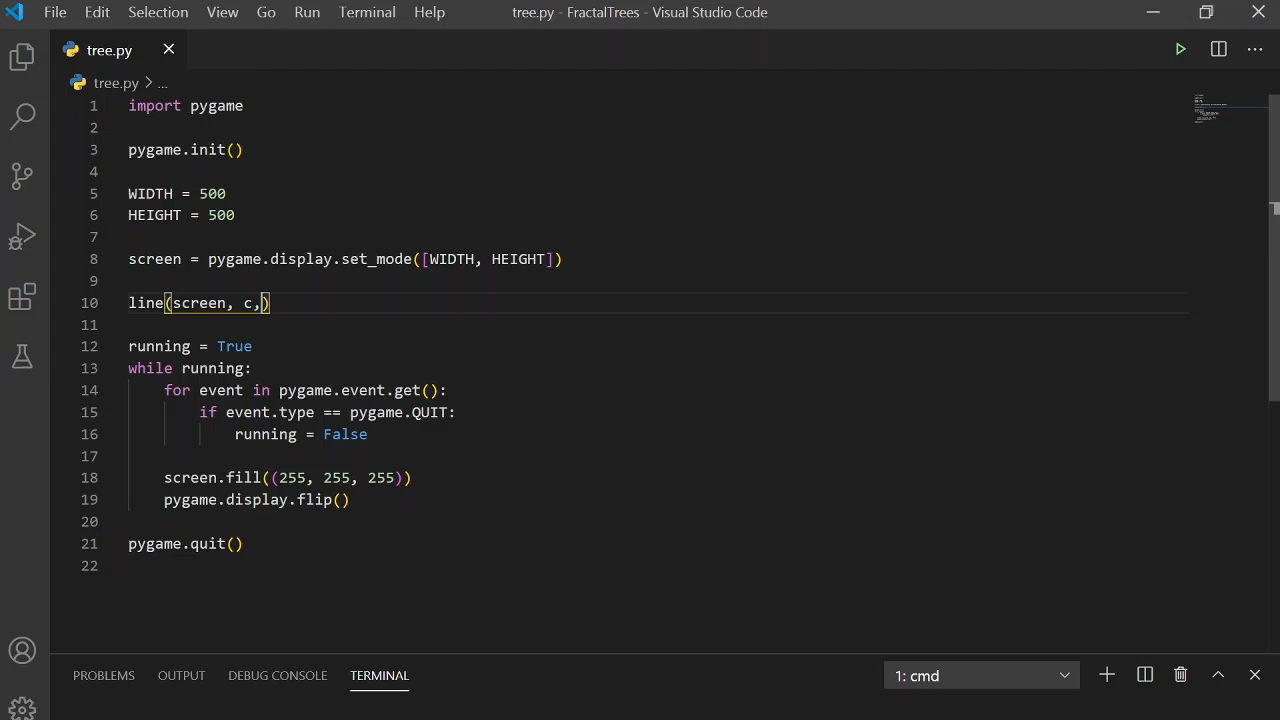 File Edit Selection View Go Run Terminal Help tree.py - FractalTrees - Visual Studio Code
tree.py
tree.py > ...
1 import pygame
2
3 pygame.init()
4
5 WIDTH = 500
6 HEIGHT = 500
7
8 screen = pygame.display.set_mode([WIDTH, HEIGHT])
9
10 line(screen, c,)
11
12 running = True
13 while running:
14 for event in pygame.event.get():
15 if event.type == pygame.QUIT:
16 running = False
17
18 screen.fill((255, 255, 255))
19 pygame.display.flip()
20
21 pygame.quit()
22
PROBLEMS OUTPUT DEBUG CONSOLE TERMINAL 1: cmd